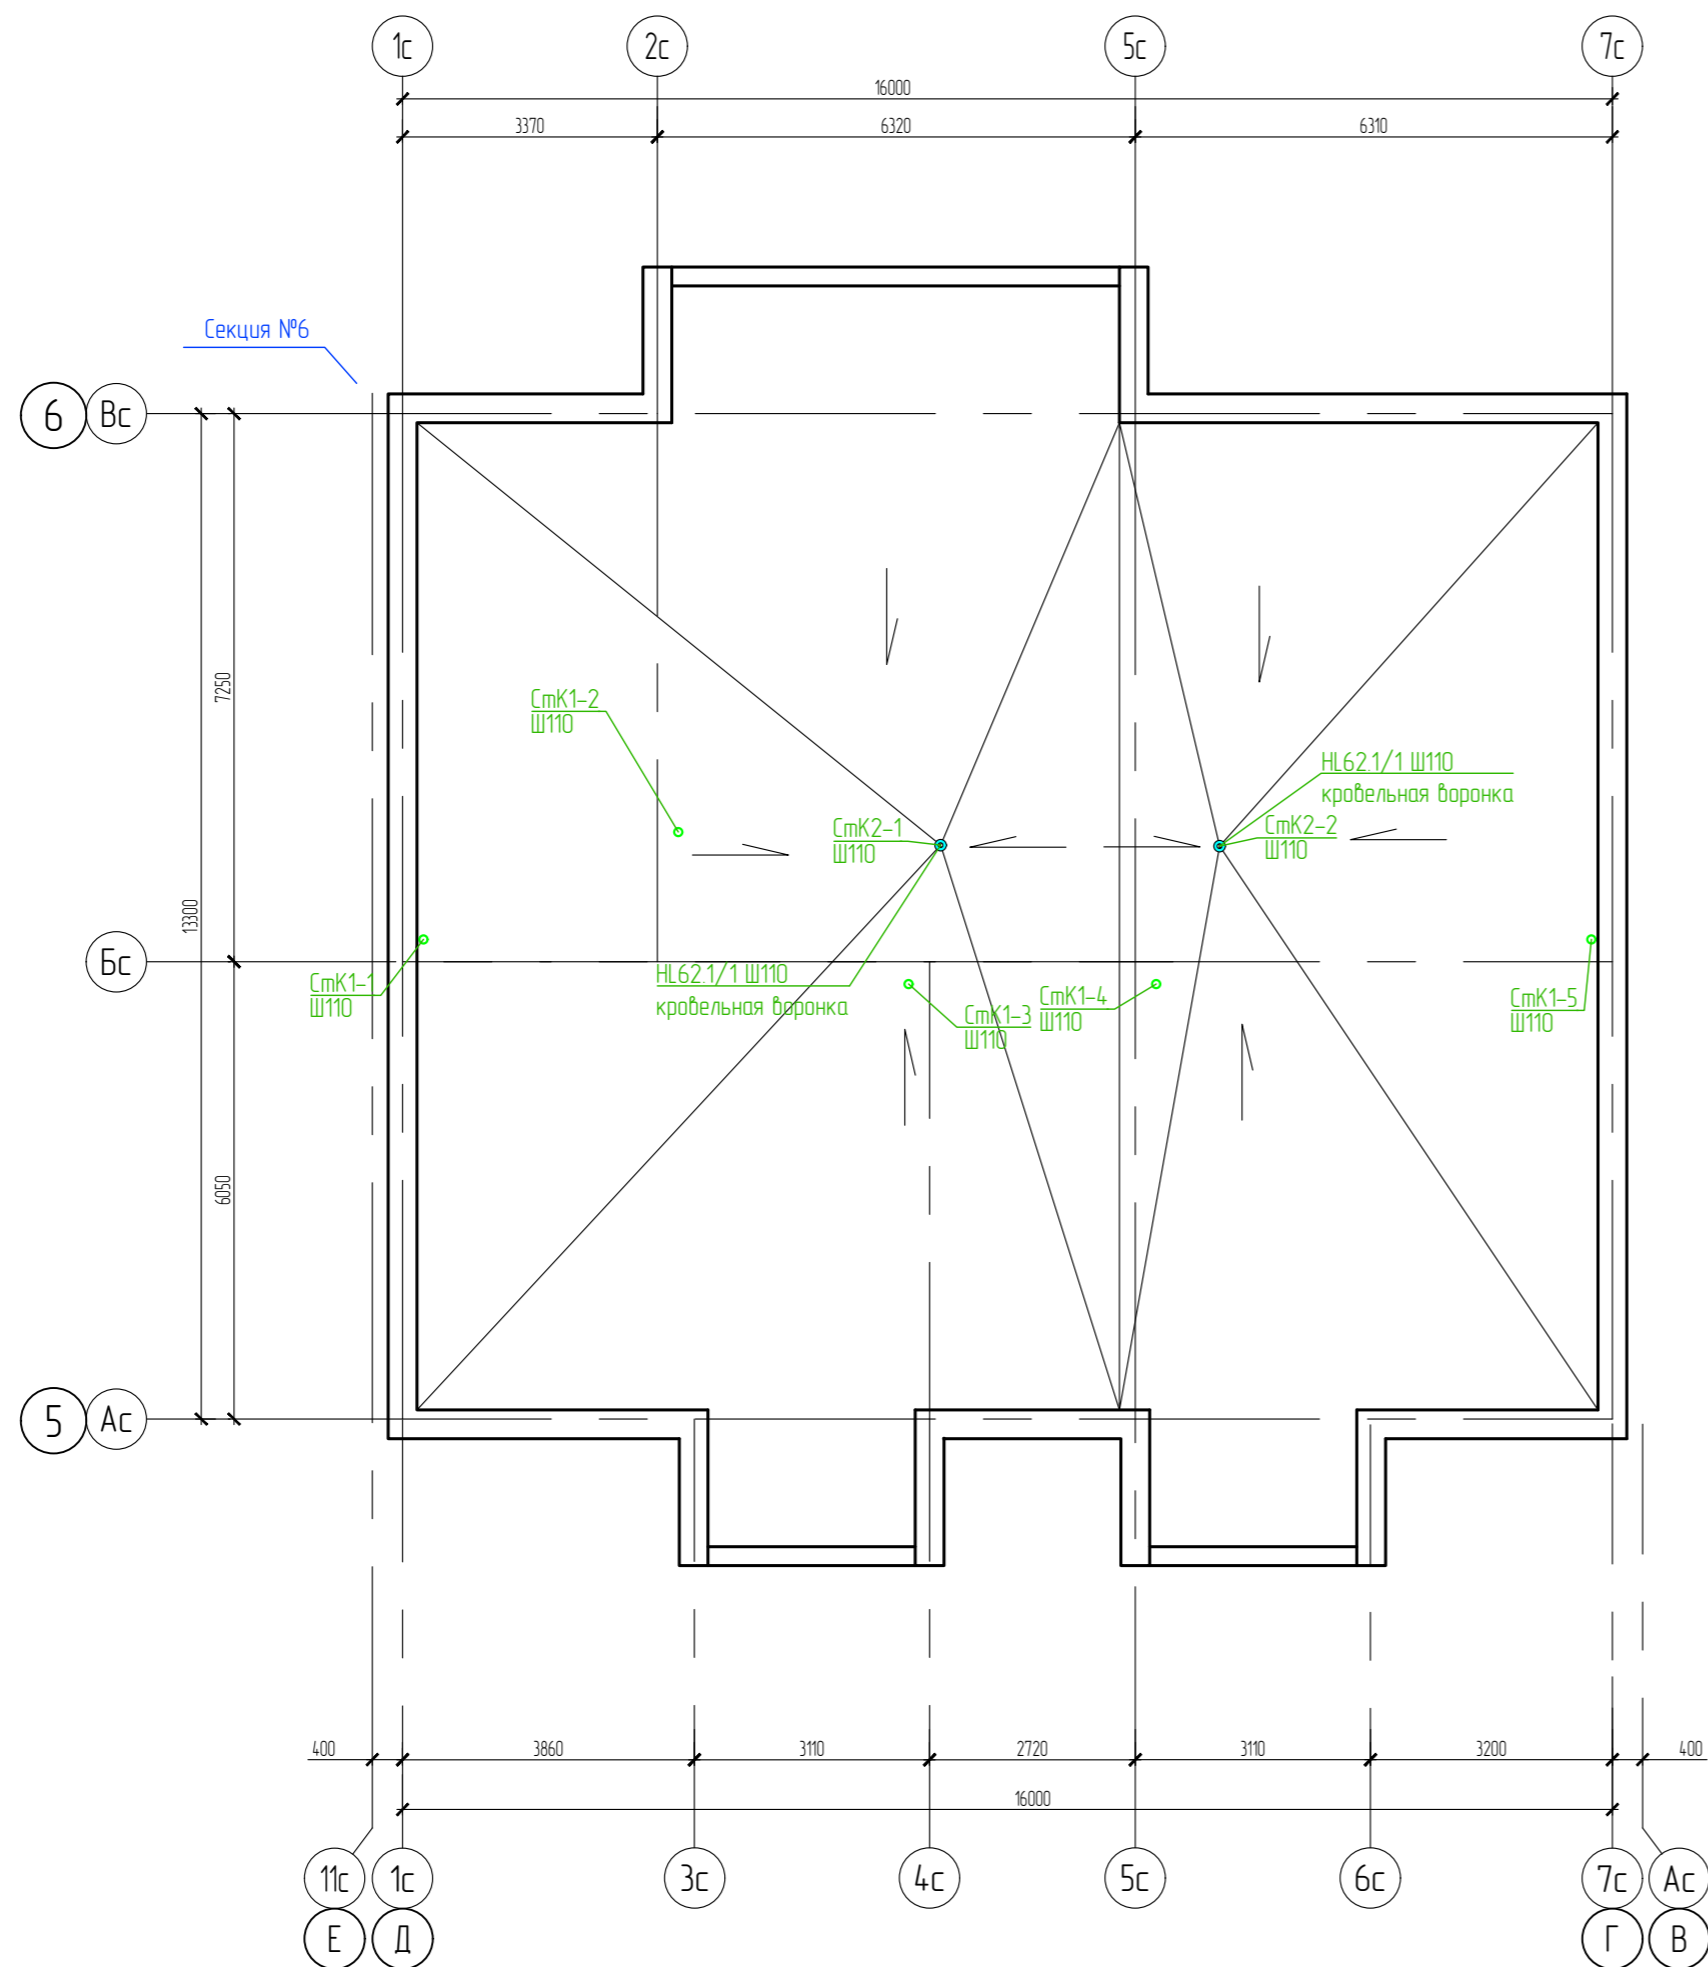 1с
2с
5с
7с
16000
3370
6320
6310
Секция №6
6
Вс
7250
СтК1-2
Ш110
HL62.1/1 Ш110
кровельная воронка
СтК2-1
Ш110
СтК2-2
Ш110
13300
Бс
СтК1-1
Ш110
HL62.1/1 Ш110
кровельная воронка
СтК1-3
Ш110
СтК1-4
Ш110
СтК1-5
Ш110
6050
5
Ас
400
3860
3110
2720
3110
3200
400
16000
11с
1с
3с
4с
5с
6с
7с
Ас
Е
Д
Г
В